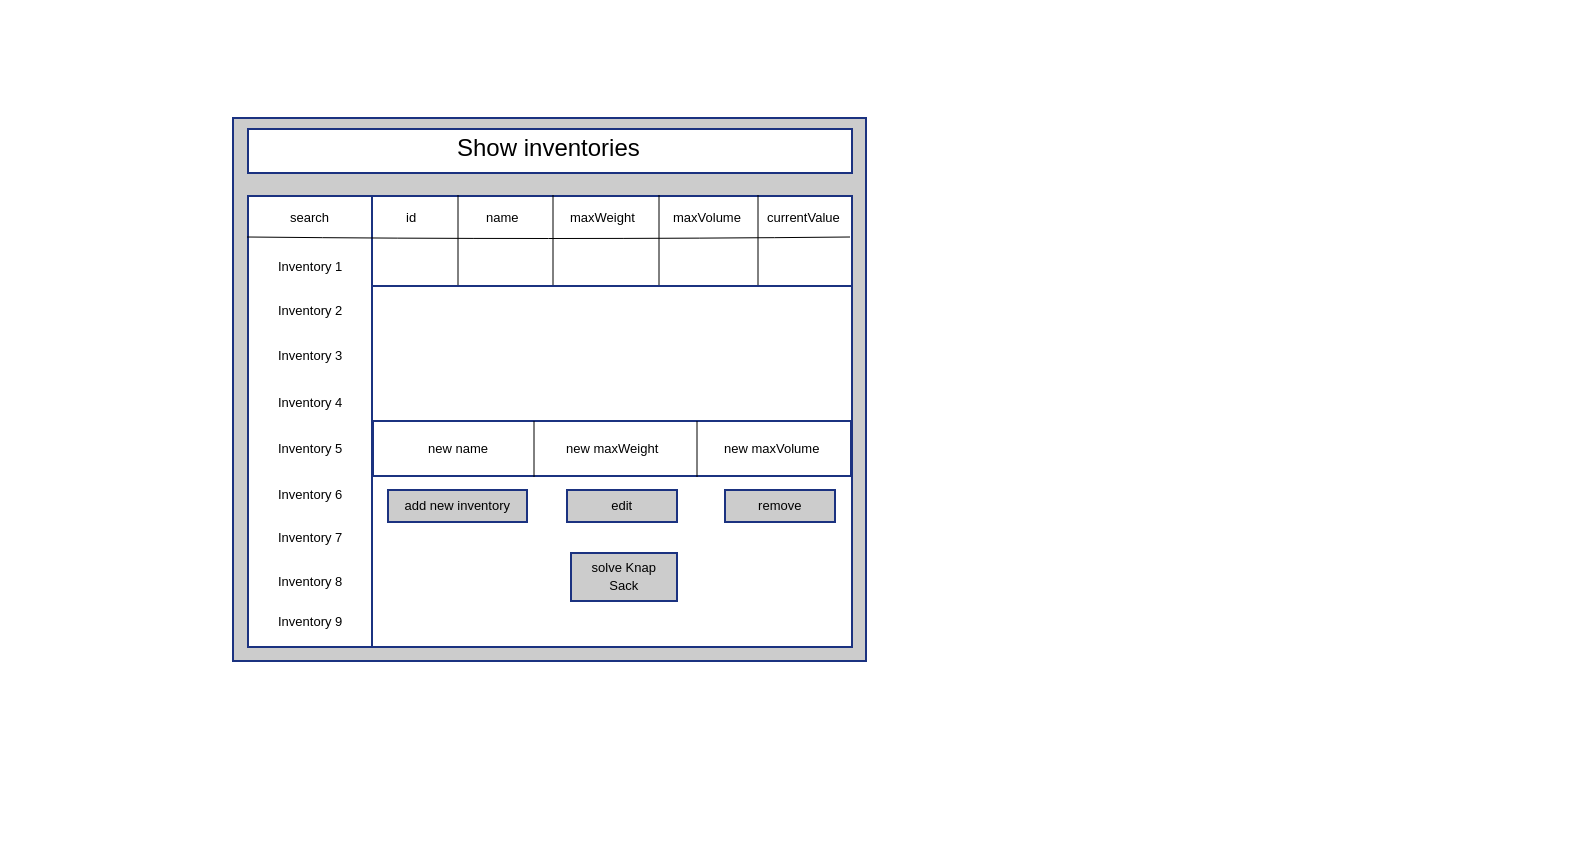 Show inventories
search id name maxWeight maxVolume currentValue
Inventory 1
Inventory 2
Inventory 3
Inventory 4
Inventory 5 new name new maxWeight new maxVolume
Inventory 6 add new inventory edit remove
Inventory 7
solve Knap
Sack
Inventory 8
Inventory 9